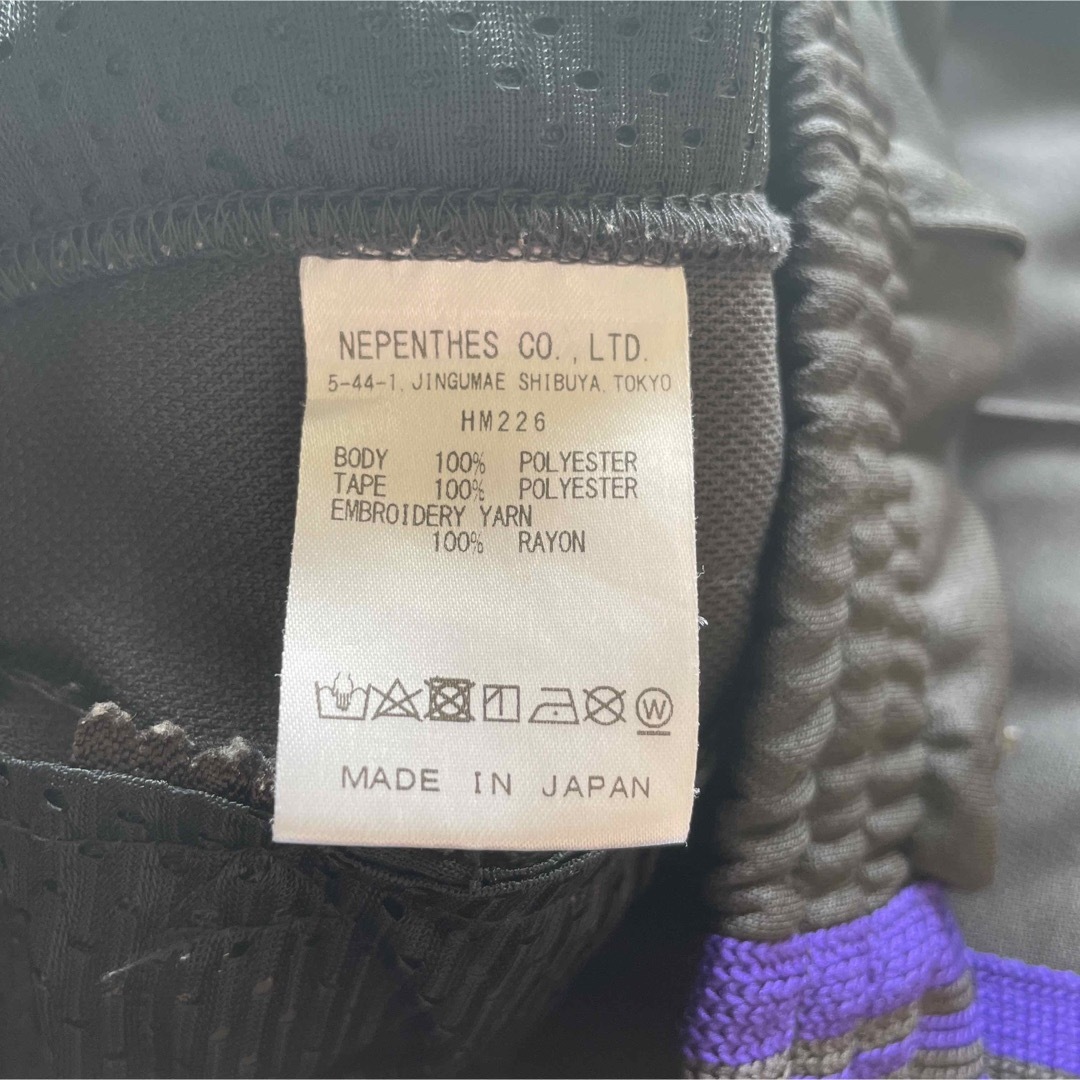 NEPENTHES CO., LTD.
5-44-1, JINGUMAE SHIBUYA, TOKYO
HM226
BODY 100% POLYESTER
TAPE 100% POLYESTER
EMBROIDERY YARN
100% RAYON
W
MADE IN JAPAN